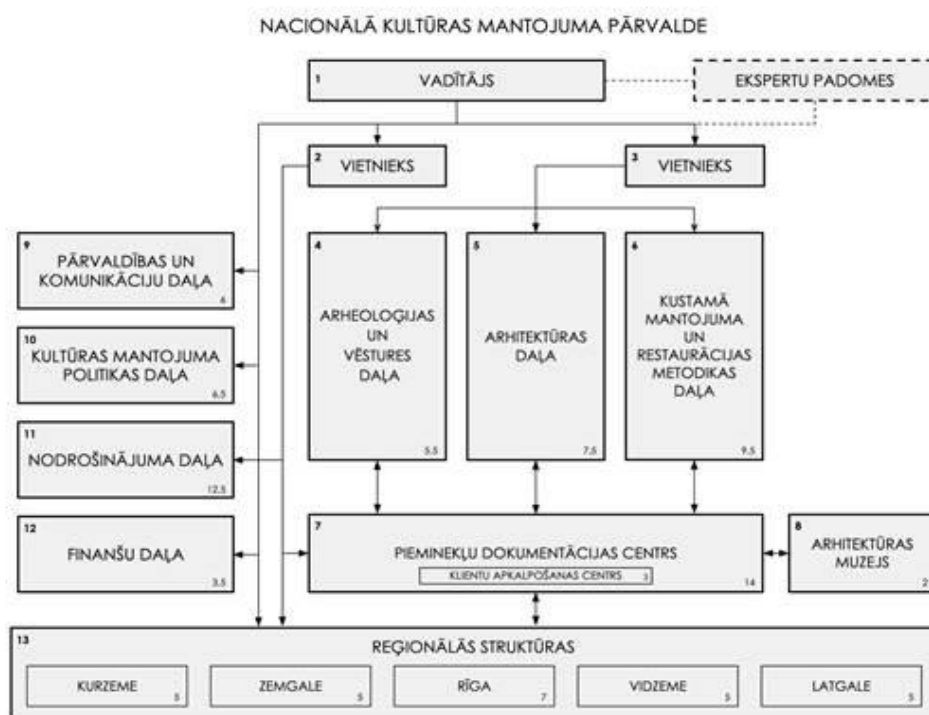 NACIONĀLĀ KULTŪRAS MANTOJUMA PĀRVALDE
1
VADĪTĀJS
EKSPERTU PADOMES
2
VIETNIEKS
3
VIETNIEKS
4
ARHEOLOĢIJAS
UN
VĒSTURES
DAĻA
5,5
5
ARHITEKTŪRAS
DAĻA
7,5
6
KUSTAMĀ
MANTOJUMA
UN
RESTAURĀCIJAS
METODIKAS
DAĻA
9,5
9
PĀRVALDĪBAS UN
KOMUNIKĀCIJU DAĻA
6
10
KULTŪRAS MANTOJUMA
POLITIKAS DAĻA
6,5
11
NODROŠINĀJUMA DAĻA
12,5
12
FINANŠU DAĻA
3,5
7
PIEMINEKĻU DOKUMENTĀCIJAS CENTRS
KLIENTU APKALPOŠANAS CENTRS 3
14
8
ARHITEKTŪRAS
MUZEJS
2
13
REĢIONĀLĀS STRUKTŪRAS
KURZEME 5
ZEMGALE 5
RĪGA 7
VIDZEME 5
LATGALE 5